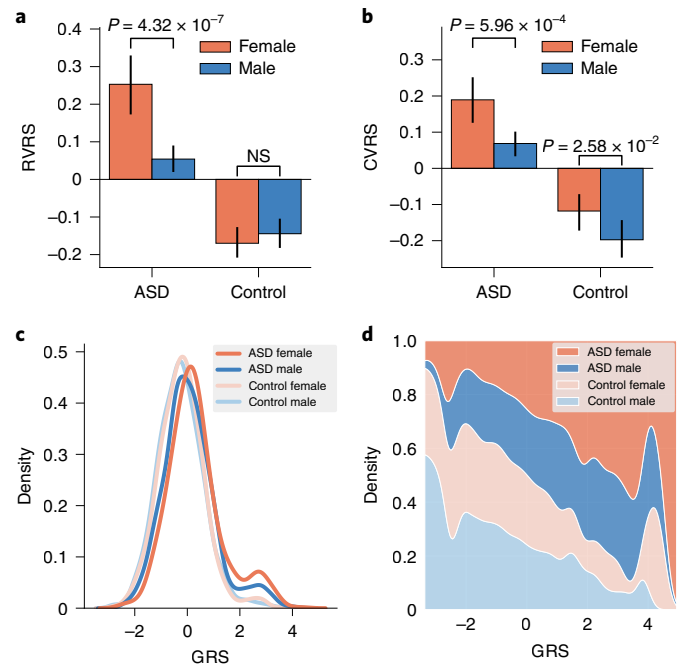 a
P = 4.32 × 10⁻⁷
Female
Male
RVRS
0.4
0.3
0.2
0.1
0
−0.1
−0.2
NS
ASD
Control
b
P = 5.96 × 10⁻⁴
Female
Male
P = 2.58 × 10⁻²
CVRS
0.3
0.2
0.1
0
−0.1
−0.2
ASD
Control
c
ASD female
ASD male
Control female
Control male
Density
0.5
0.4
0.3
0.2
0.1
0
−2
0
2
4
GRS
d
ASD female
ASD male
Control female
Control male
Density
1.0
0.8
0.6
0.4
0.2
0
−2
0
2
4
GRS